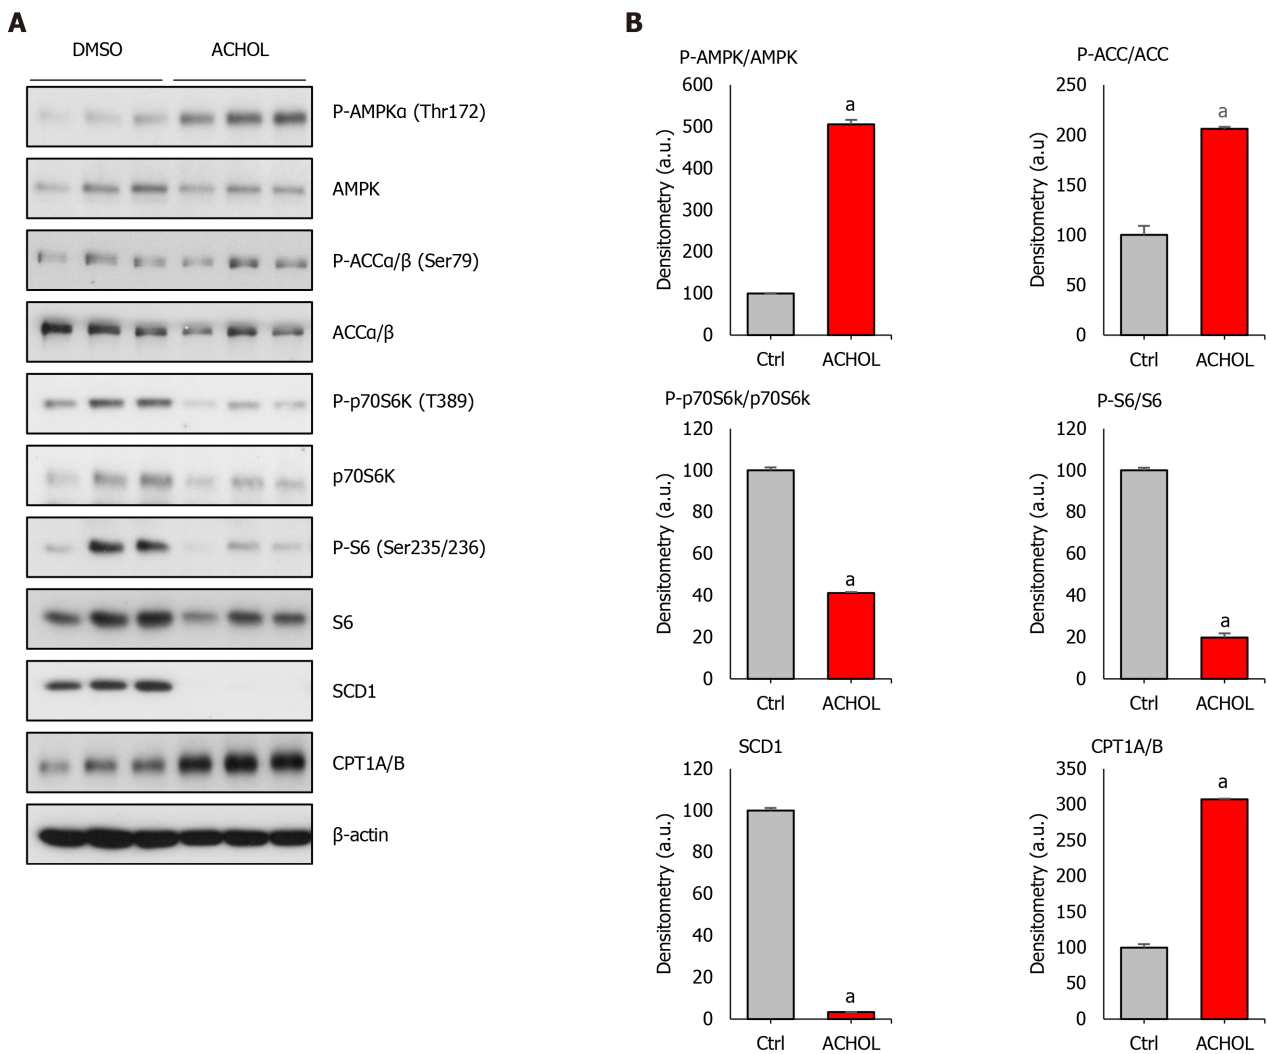 A
DMSO ACHOL
P-AMPKɑ (Thr172)
AMPK
P-ACCɑ/β (Ser79)
ACCɑ/β
P-p70S6K (T389)
p70S6K
P-S6 (Ser235/236)
S6
SCD1
CPT1A/B
β-actin
B
P-AMPK/AMPK
Densitometry (a.u.)
600
500
400
300
200
100
0
a
Ctrl ACHOL
P-ACC/ACC
Densitometry (a.u)
250
200
150
100
50
0
a
Ctrl ACHOL
P-p70S6k/p70S6k
Densitometry (a.u.)
120
100
80
60
40
20
0
a
Ctrl ACHOL
P-S6/S6
Densitometry (a.u.)
120
100
80
60
40
20
0
a
Ctrl ACHOL
SCD1
Densitometry (a.u.)
120
100
80
60
40
20
0
a
Ctrl ACHOL
CPT1A/B
Densitometry (a.u.)
350
300
250
200
150
100
50
0
a
Ctrl ACHOL